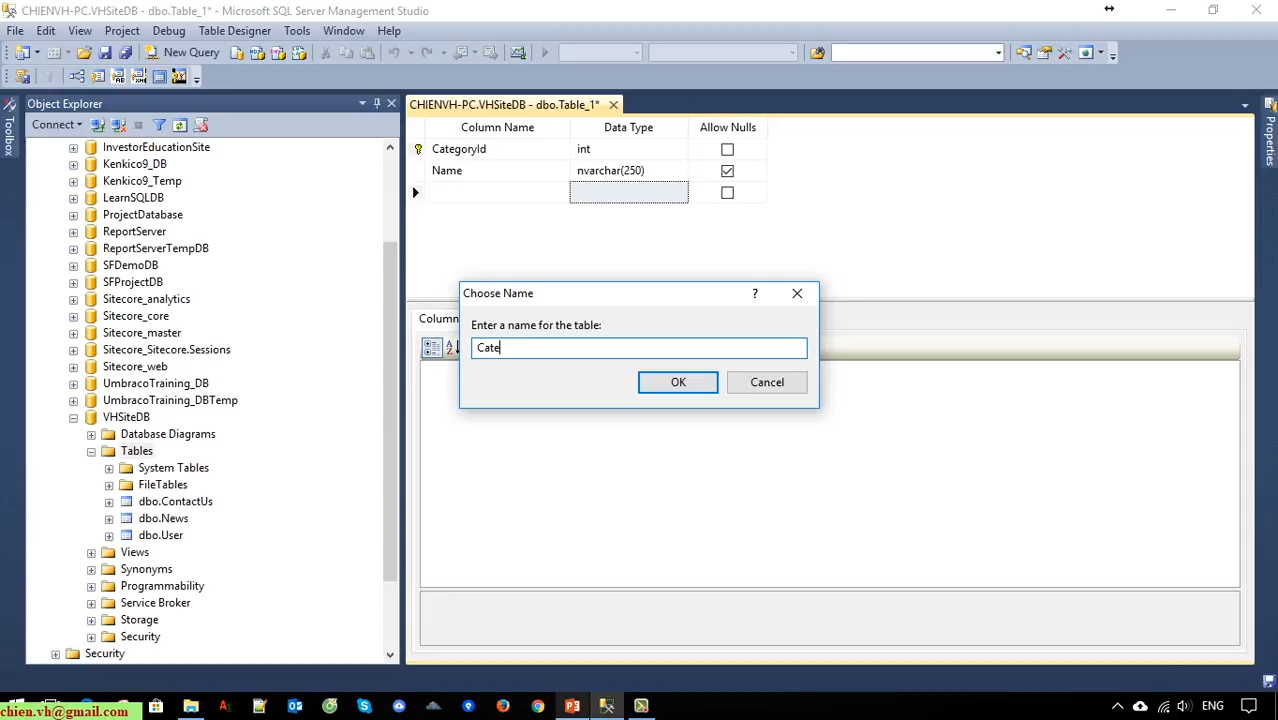 CHIENVH-PC.VHSiteDB - dbo.Table_1* - Microsoft SQL Server Management Studio
File Edit View Project Debug Table Designer Tools Window Help
New Query
Object Explorer
Connect
InvestorEducationSite
Kenkico9_DB
Kenkico9_Temp
LearnSQLDB
ProjectDatabase
ReportServer
ReportServerTempDB
SFDemoDB
SFProjectDB
Sitecore_analytics
Sitecore_core
Sitecore_master
Sitecore_Sitecore.Sessions
Sitecore_web
UmbracoTraining_DB
UmbracoTraining_DBTemp
VHSiteDB
Database Diagrams
Tables
System Tables
FileTables
dbo.ContactUs
dbo.News
dbo.User
Views
Synonyms
Programmability
Service Broker
Storage
Security
Security
Toolbox
CHIENVH-PC.VHSiteDB - dbo.Table_1*
Column Name Data Type Allow Nulls
CategoryId int
Name nvarchar(250)
Column
Choose Name
?
Enter a name for the table:
Cate
OK Cancel
Properties
chien.vh@gmail.com
ENG